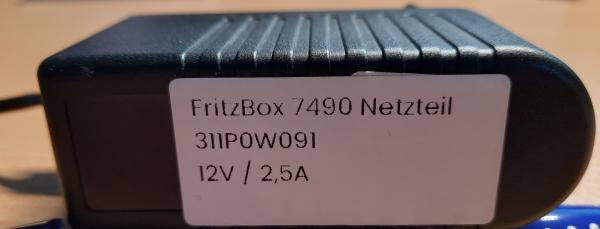 FritzBox 7490 Netzteil
311P0W091
12V / 2,5A